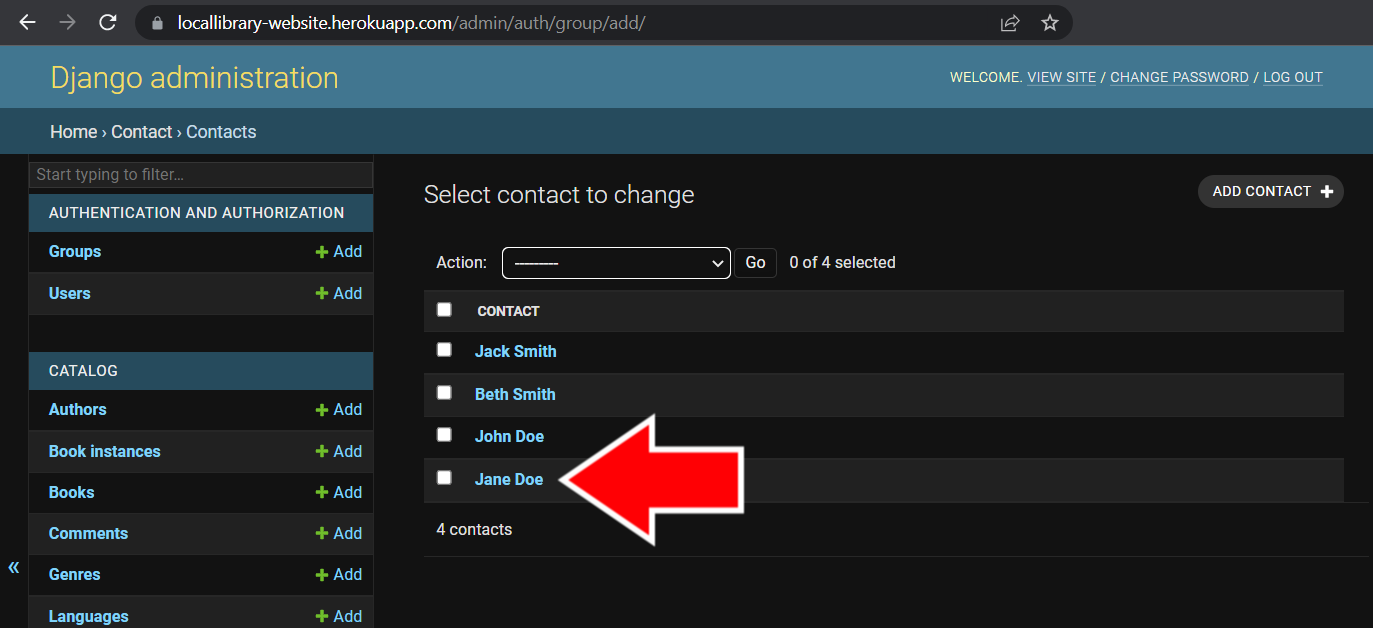 locallibrary-website.herokuapp.com/admin/auth/group/add/
Django administration
WELCOME. VIEW SITE / CHANGE PASSWORD / LOG OUT
Home › Contact › Contacts
Start typing to filter…
AUTHENTICATION AND AUTHORIZATION
Groups + Add
Users + Add
CATALOG
Authors + Add
Book instances + Add
Books + Add
Comments + Add
Genres + Add
Languages + Add
«
Select contact to change
ADD CONTACT +
Action: --------- Go 0 of 4 selected
CONTACT
Jack Smith
Beth Smith
John Doe
Jane Doe
4 contacts